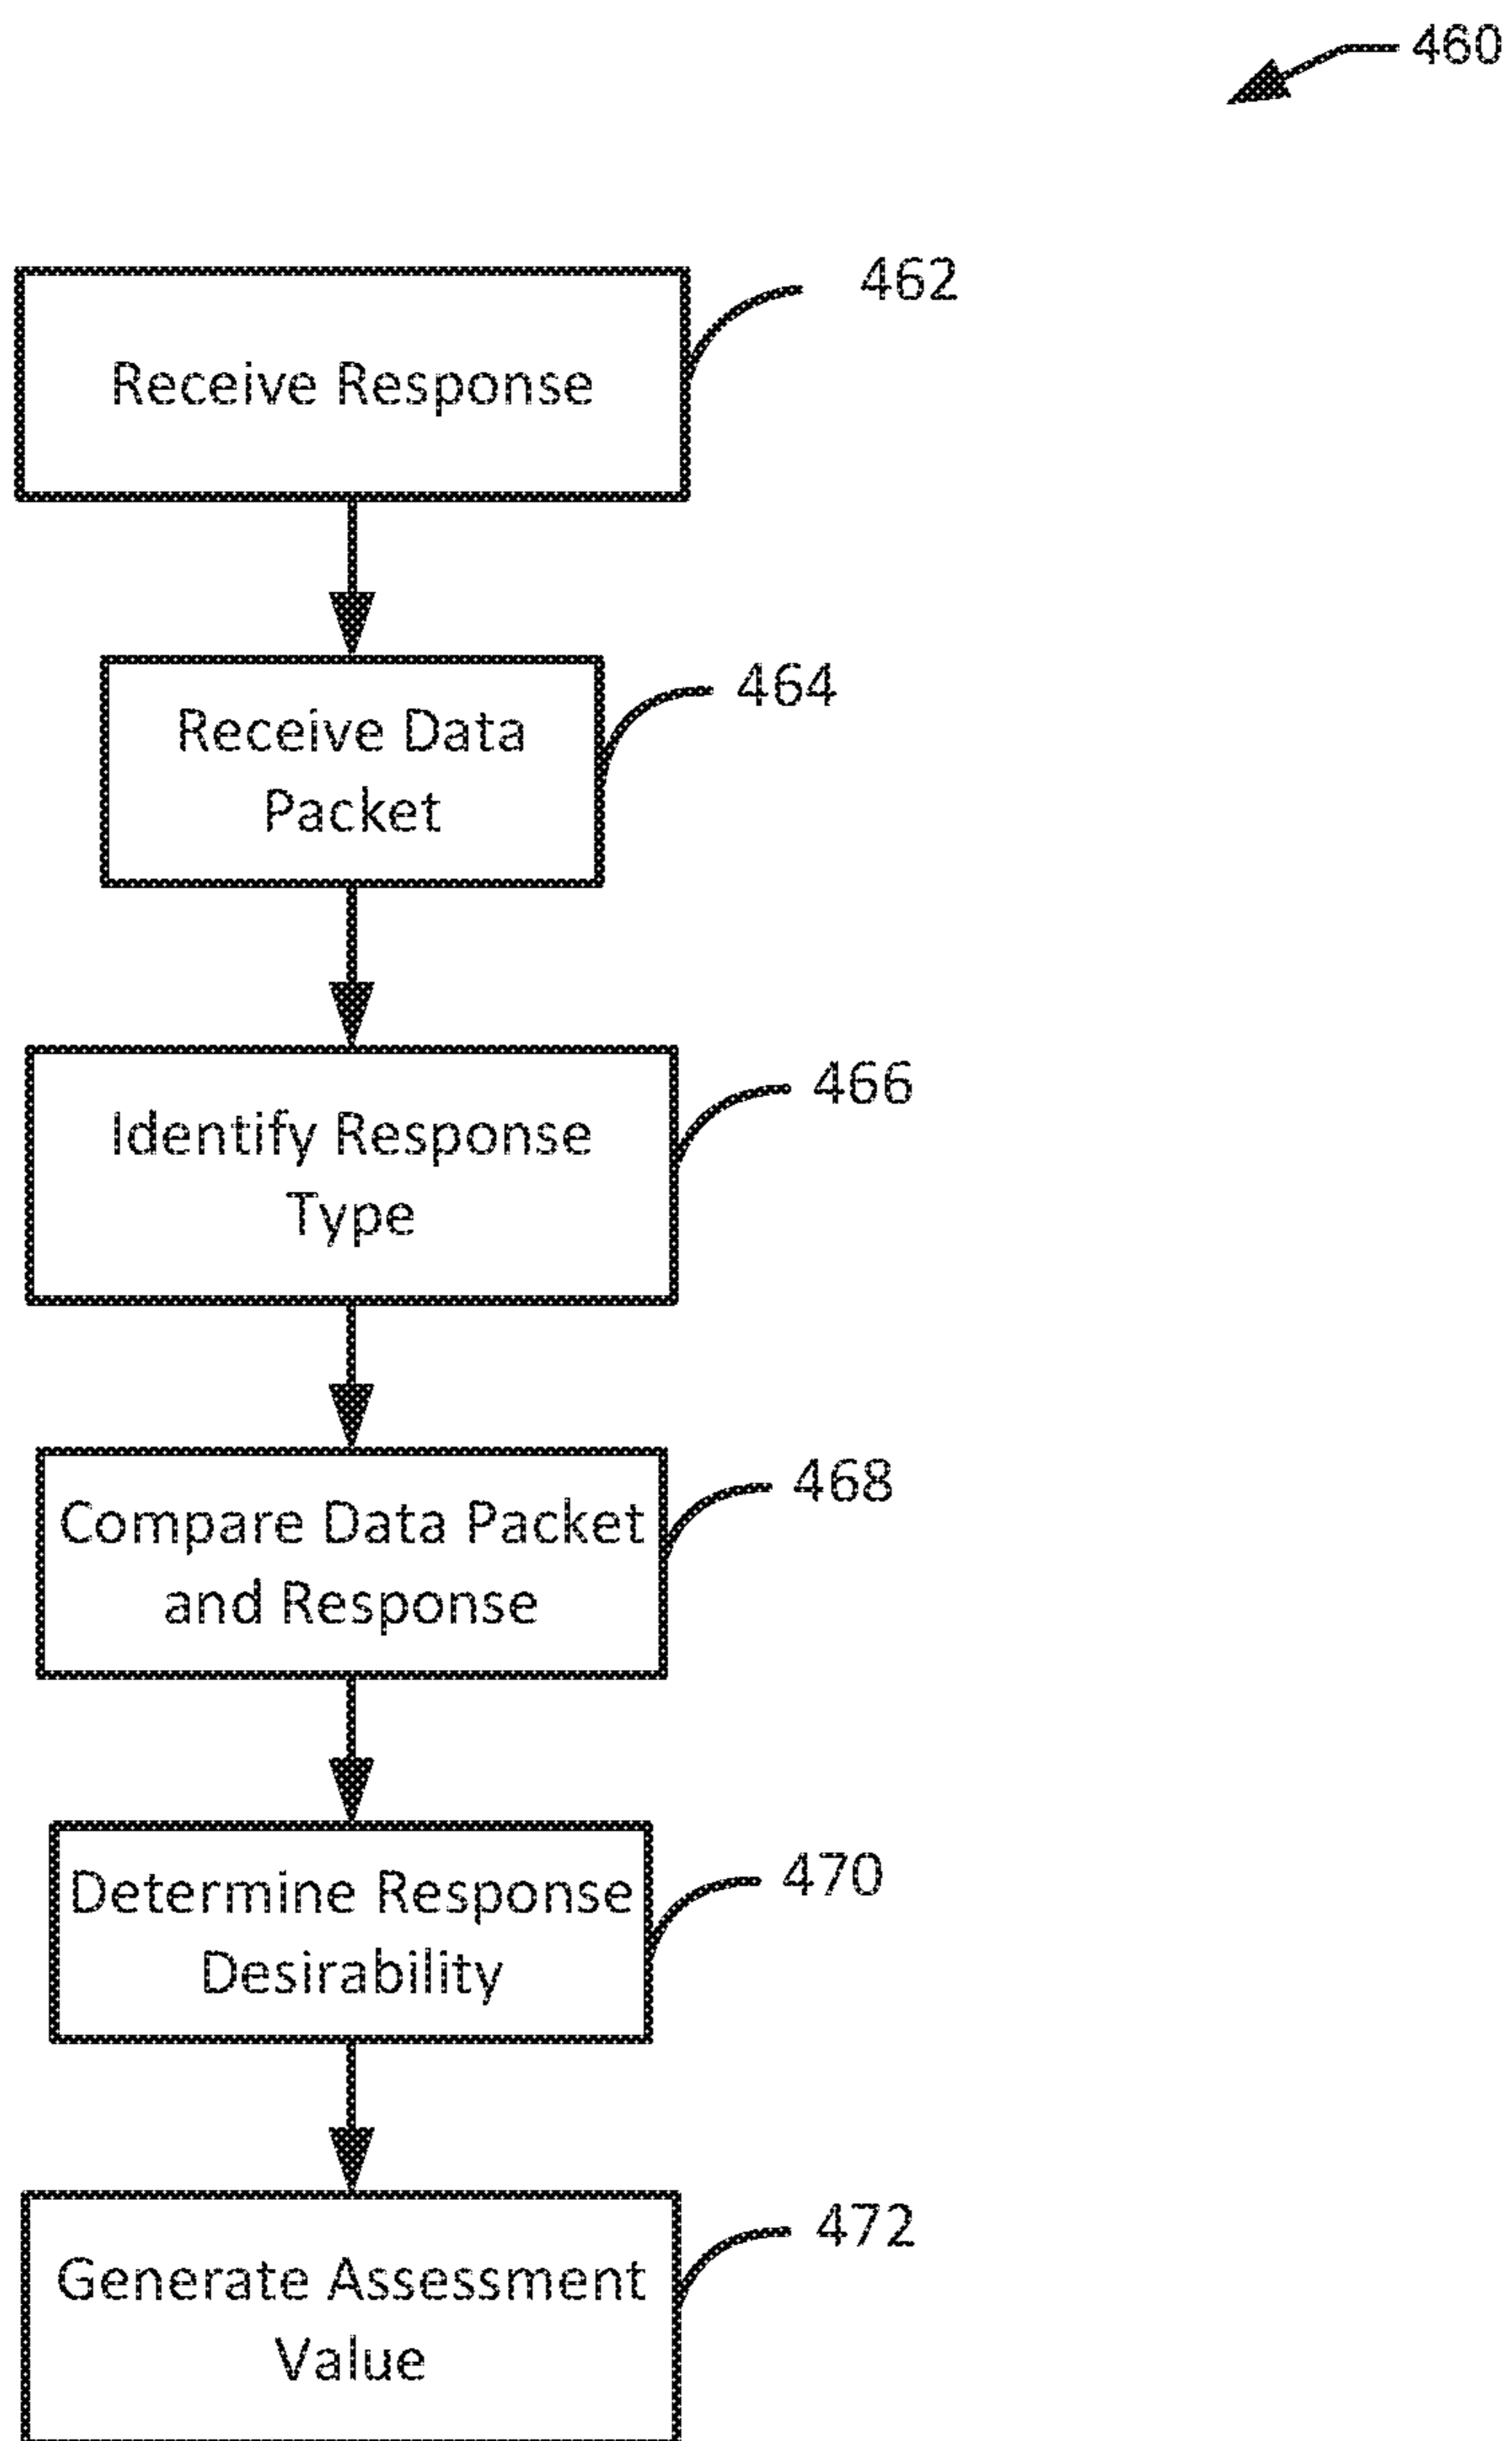 460
462
Receive Response
464
Receive Data
Packet
466
Identify Response
Type
468
Compare Data Packet
and Response
470
Determine Response
Desirability
472
Generate Assessment
Value